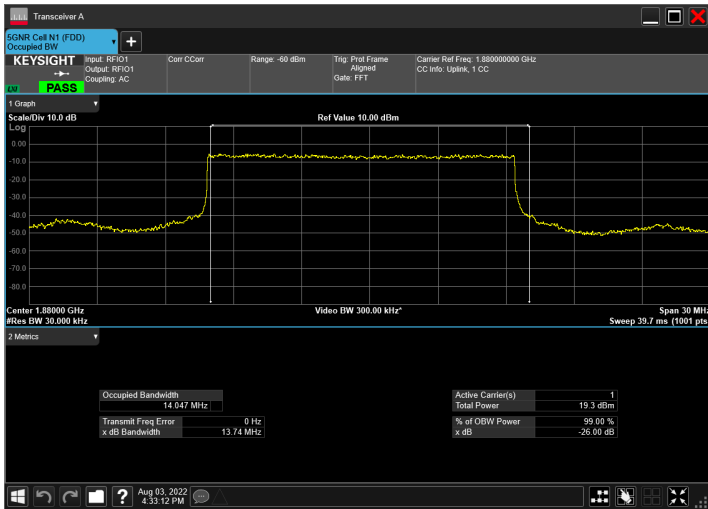 Transceiver A
5GNR Cell N1 (FDD)
Occupied BW
+
KEYSIGHT
LXI
PASS
Input: RFIO1
Output: RFIO1
Coupling: AC
Corr CCorr
Range: -60 dBm
Trig: Prot Frame
Aligned
Gate: FFT
Carrier Ref Freq: 1.880000000 GHz
CC Info: Uplink, 1 CC
1 Graph
Scale/Div 10.0 dB
Ref Value 10.00 dBm
Log
0.00
-10.0
-20.0
-30.0
-40.0
-50.0
-60.0
-70.0
-80.0
Center 1.88000 GHz
Video BW 300.00 kHz*
Span 30 MHz
#Res BW 30.000 kHz
Sweep 39.7 ms (1001 pts)
2 Metrics
Occupied Bandwidth
14.047 MHz
Transmit Freq Error 0 Hz
x dB Bandwidth 13.74 MHz
Active Carrier(s) 1
Total Power 19.3 dBm
% of OBW Power 99.00 %
x dB -26.00 dB
?
Aug 03, 2022
4:33:12 PM